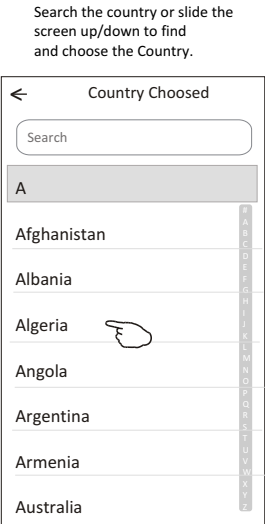 Search the country or slide the
screen up/down to find
and choose the Country.
Country Choosed
Search
A
Afghanistan
Albania
Algeria
Angola
Argentina
Armenia
Australia
#
A
B
C
D
E
F
G
H
I
J
K
L
M
N
O
P
Q
R
S
T
U
V
W
X
Y
Z